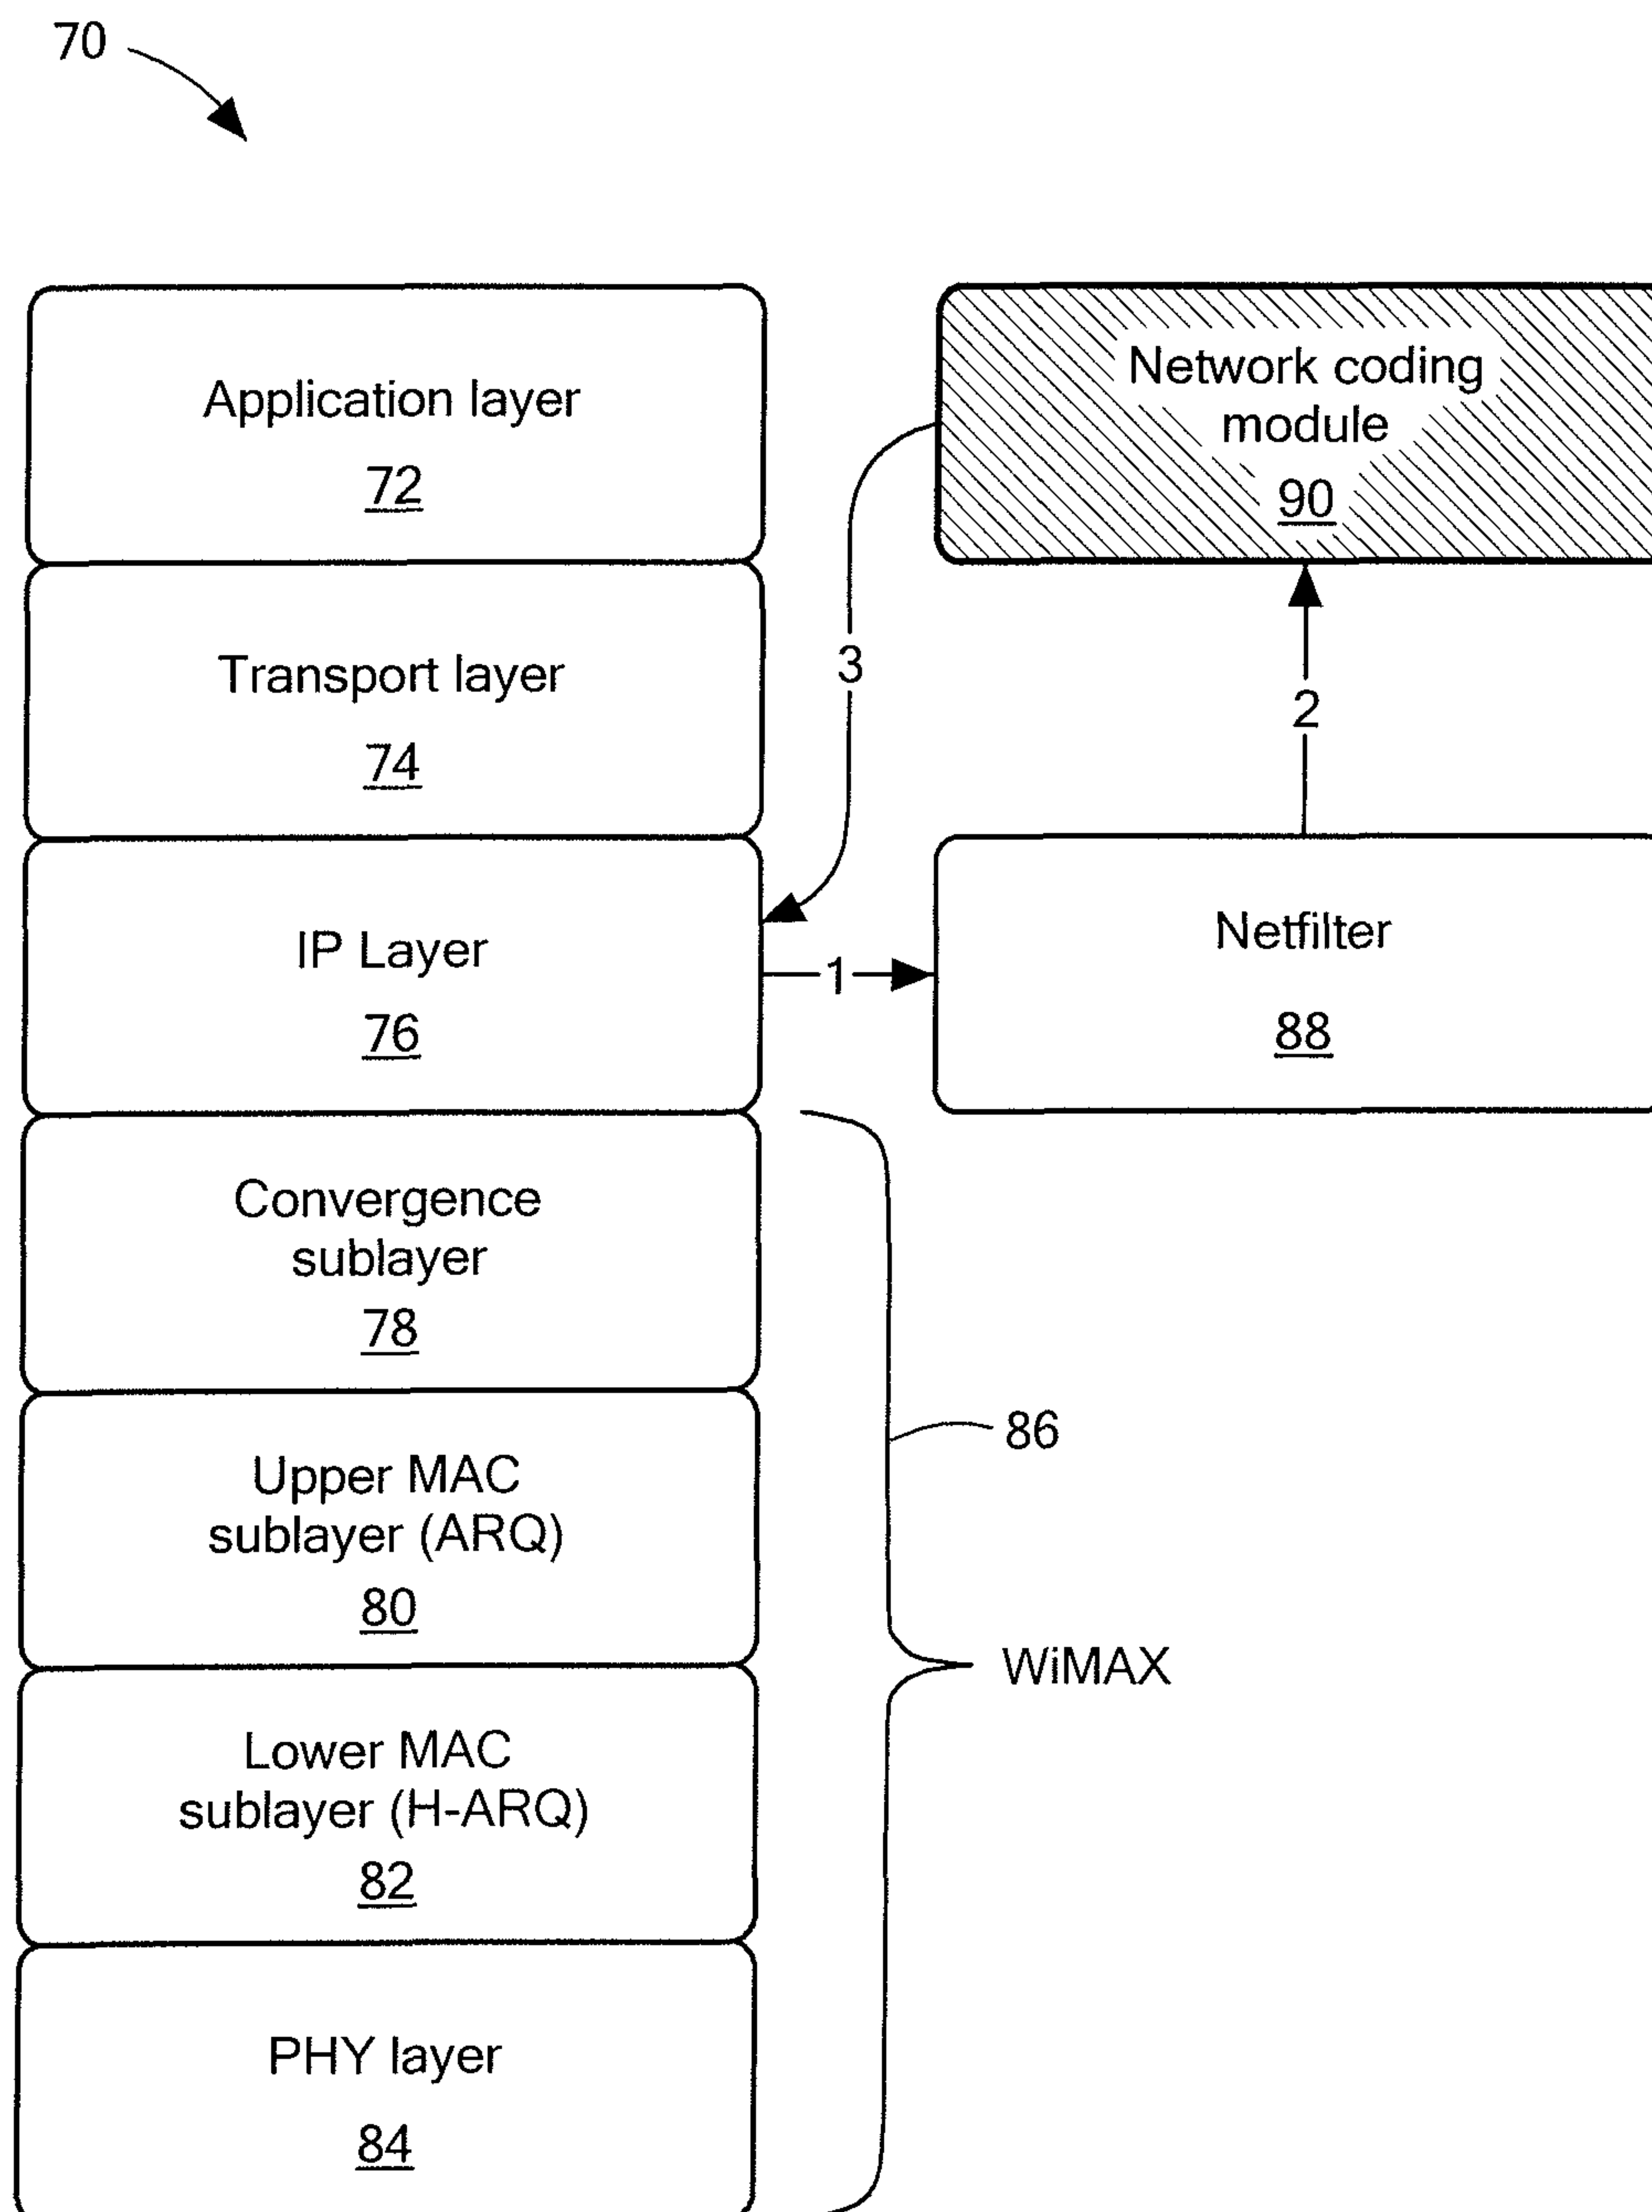 70
Application layer
72
Network coding
module
90
Transport layer
74
3
2
IP Layer
76
1
Netfilter
88
Convergence
sublayer
78
Upper MAC
sublayer (ARQ)
80
86
WiMAX
Lower MAC
sublayer (H-ARQ)
82
PHY layer
84